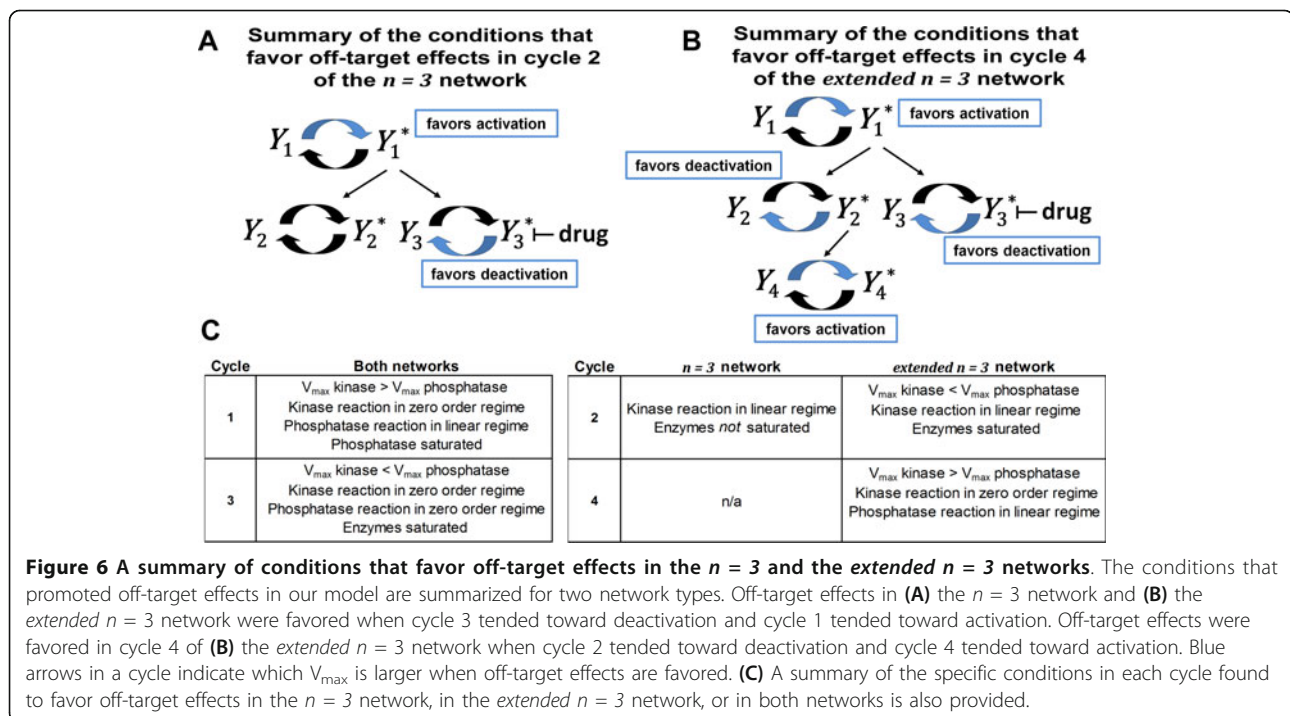 A
Summary of the conditions that
favor off-target effects in cycle 2
of the n = 3 network
Y1
Y1*
favors activation
Y2
Y2*
Y3
Y3*
drug
favors deactivation
B
Summary of the conditions that
favor off-target effects in cycle 4
of the extended n = 3 network
Y1
Y1*
favors activation
favors deactivation
Y2
Y2*
Y3
Y3*
drug
favors deactivation
Y4
Y4*
favors activation
C
Cycle
Both networks
1
Vmax kinase > Vmax phosphatase
Kinase reaction in zero order regime
Phosphatase reaction in linear regime
Phosphatase saturated
3
Vmax kinase < Vmax phosphatase
Kinase reaction in zero order regime
Phosphatase reaction in zero order regime
Enzymes saturated
Cycle
n = 3 network
extended n = 3 network
2
Kinase reaction in linear regime
Enzymes not saturated
Vmax kinase < Vmax phosphatase
Kinase reaction in linear regime
Enzymes saturated
4
n/a
Vmax kinase > Vmax phosphatase
Kinase reaction in zero order regime
Phosphatase reaction in linear regime
Figure 6 A summary of conditions that favor off-target effects in the n = 3 and the extended n = 3 networks. The conditions that
promoted off-target effects in our model are summarized for two network types. Off-target effects in (A) the n = 3 network and (B) the
extended n = 3 network were favored when cycle 3 tended toward deactivation and cycle 1 tended toward activation. Off-target effects were
favored in cycle 4 of (B) the extended n = 3 network when cycle 2 tended toward deactivation and cycle 4 tended toward activation. Blue
arrows in a cycle indicate which Vmax is larger when off-target effects are favored. (C) A summary of the specific conditions in each cycle found
to favor off-target effects in the n = 3 network, in the extended n = 3 network, or in both networks is also provided.